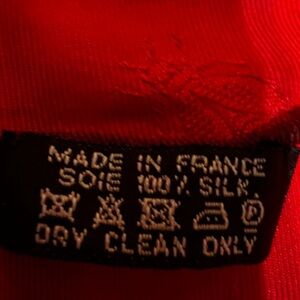 MADE IN FRANCE
SOIE 100% SILK
P
DRY CLEAN ONLY